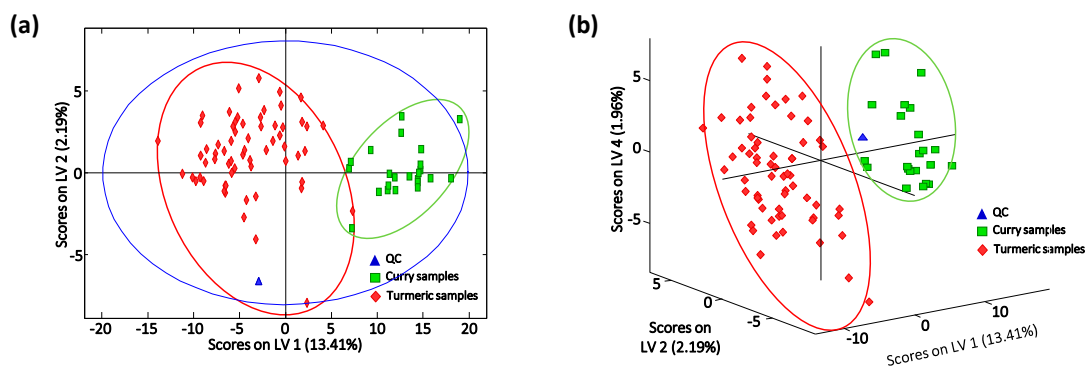 (a)
5
0
-5
Scores on LV 2 (2.19%)
QC
Curry samples
Turmeric samples
-20
-15
-10
-5
0
5
10
15
20
Scores on LV 1 (13.41%)
(b)
5
0
-5
Scores on LV 4 (1.96%)
QC
Curry samples
Turmeric samples
5
0
-5
Scores on
LV 2 (2.19%)
-10
0
10
Scores on LV 1 (13.41%)